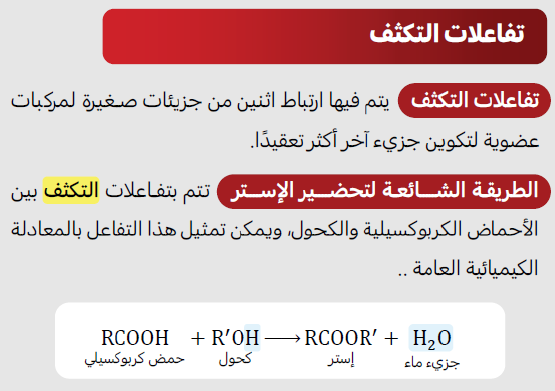 تفاعلات التكثف
تفاعلات التكثف يتم فيها ارتباط اثنين من جزيئات صغيرة لمركبات
عضوية لتكوين جزيء آخر أكثر تعقيدًا.
الطريقة الشائعة لتحضير الإستر تتم بتفاعلات التكثف بين
الأحماض الكربوكسيلية والكحول، ويمكن تمثيل هذا التفاعل بالمعادلة
الكيميائية العامة ..
RCOOH + R′OH ⟶ RCOOR′ + H₂O
حمض كربوكسيلي كحول إستر جزيء ماء